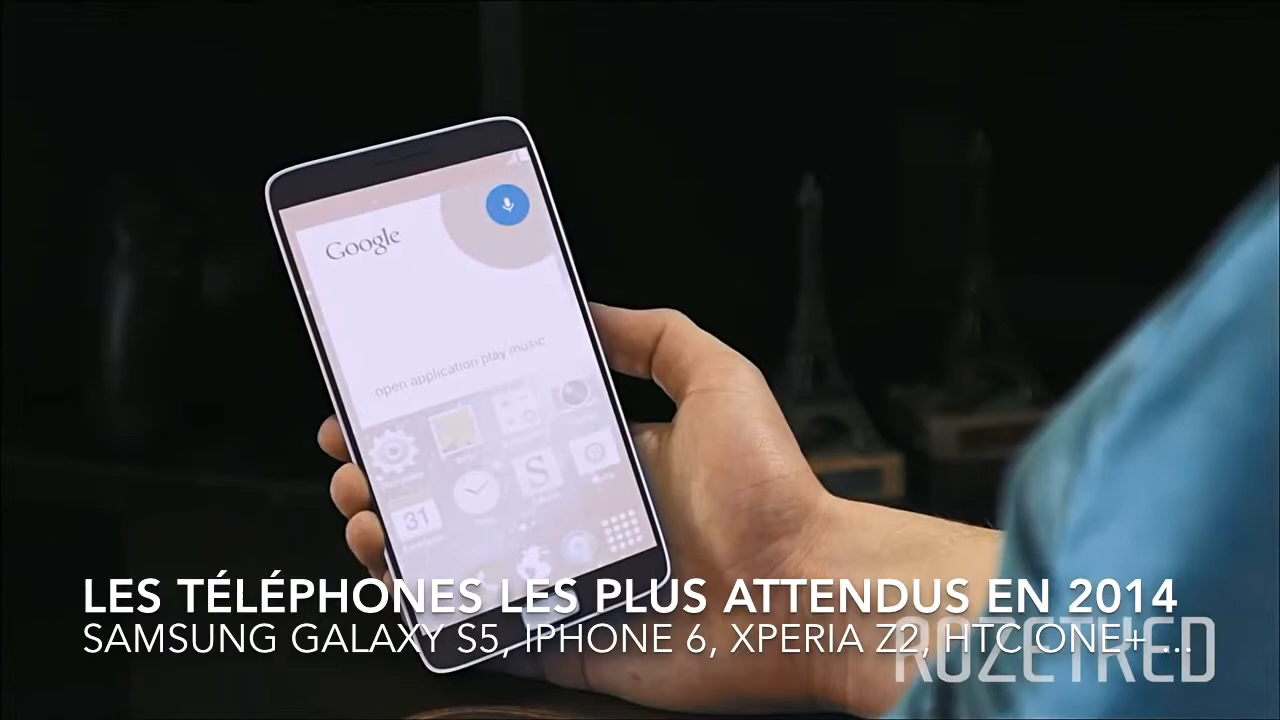 Google
open application play music
31
S
LES TÉLÉPHONES LES PLUS ATTENDUS EN 2014
SAMSUNG GALAXY S5, IPHONE 6, XPERIA Z2, HTC ONE+ ...
ROZETKED